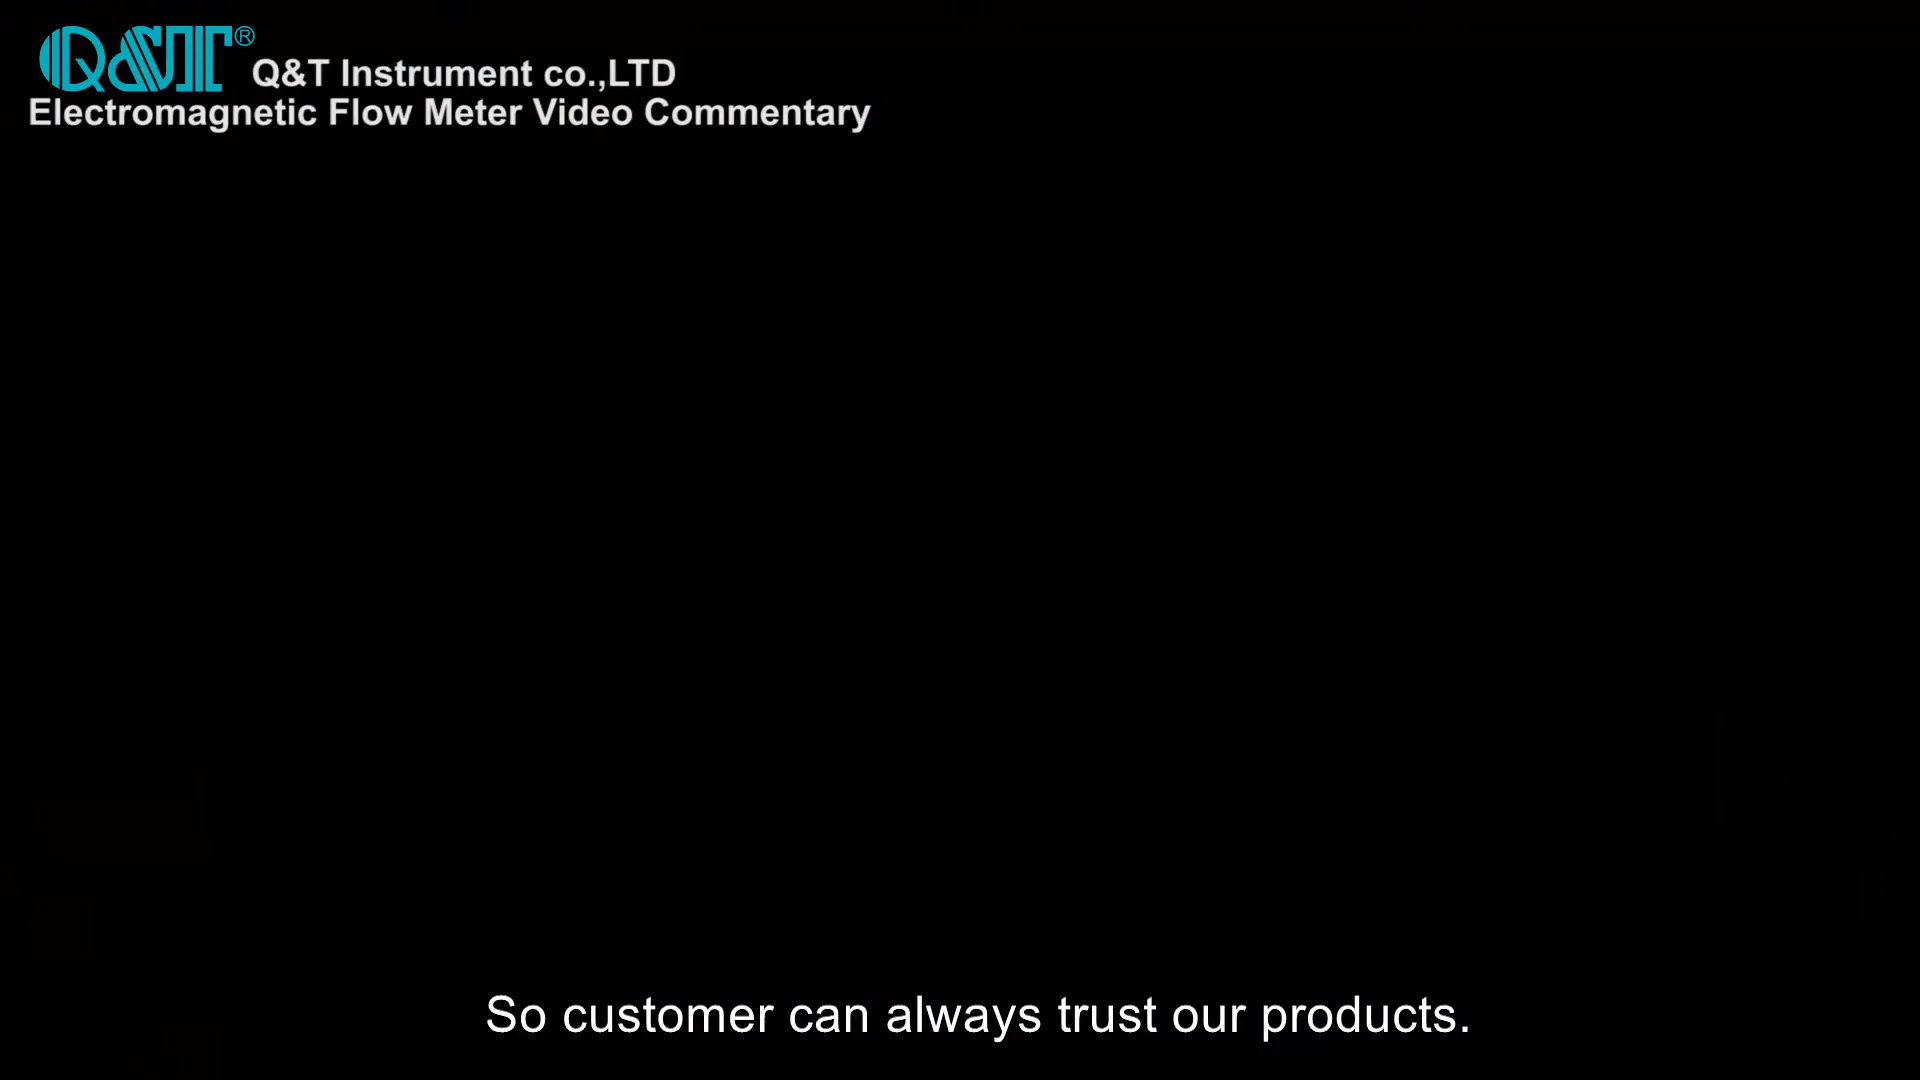 Q&T® Q&T Instrument co.,LTD
Electromagnetic Flow Meter Video Commentary
So customer can always trust our products.